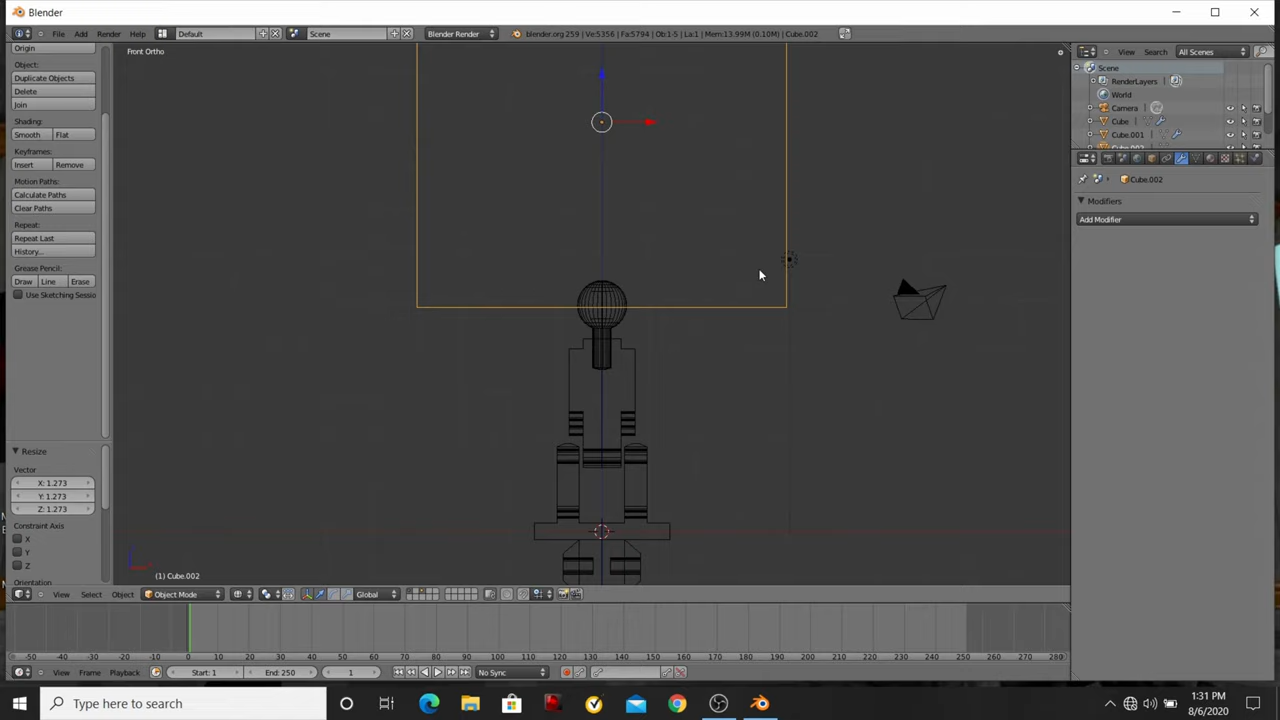 Blender
File
Add
Render
Help
Default
Scene
Blender Render
blender.org 259 | Ve:5356 | Fa:5794 | Ob:1-5 | La:1 | Mem:13.99M (0.10M) | Cube.002
View
Search
All Scenes
Origin
Object:
Duplicate Objects
Delete
Join
Shading:
Smooth
Flat
Keyframes:
Insert
Remove
Motion Paths:
Calculate Paths
Clear Paths
Repeat:
Repeat Last
History...
Grease Pencil:
Draw
Line
Erase
Use Sketching Sessio
Resize
Vector
X: 1.273
Y: 1.273
Z: 1.273
Constraint Axis
X
Y
Z
Orientation
Front Ortho
(1) Cube.002
Scene
RenderLayers
World
Camera
Cube
Cube.001
Cube.002
Cube.002
Modifiers
Add Modifier
View
Select
Object
Object Mode
Global
-50 -40 -30 -20 -10 0 10 20 30 40 50 60 70 80 90 100 110 120 130 140 150 160 170 180 190 200 210 220 230 240 250 260 270 280
View
Frame
Playback
Start: 1
End: 250
1
No Sync
Type here to search
1:31 PM
8/6/2020